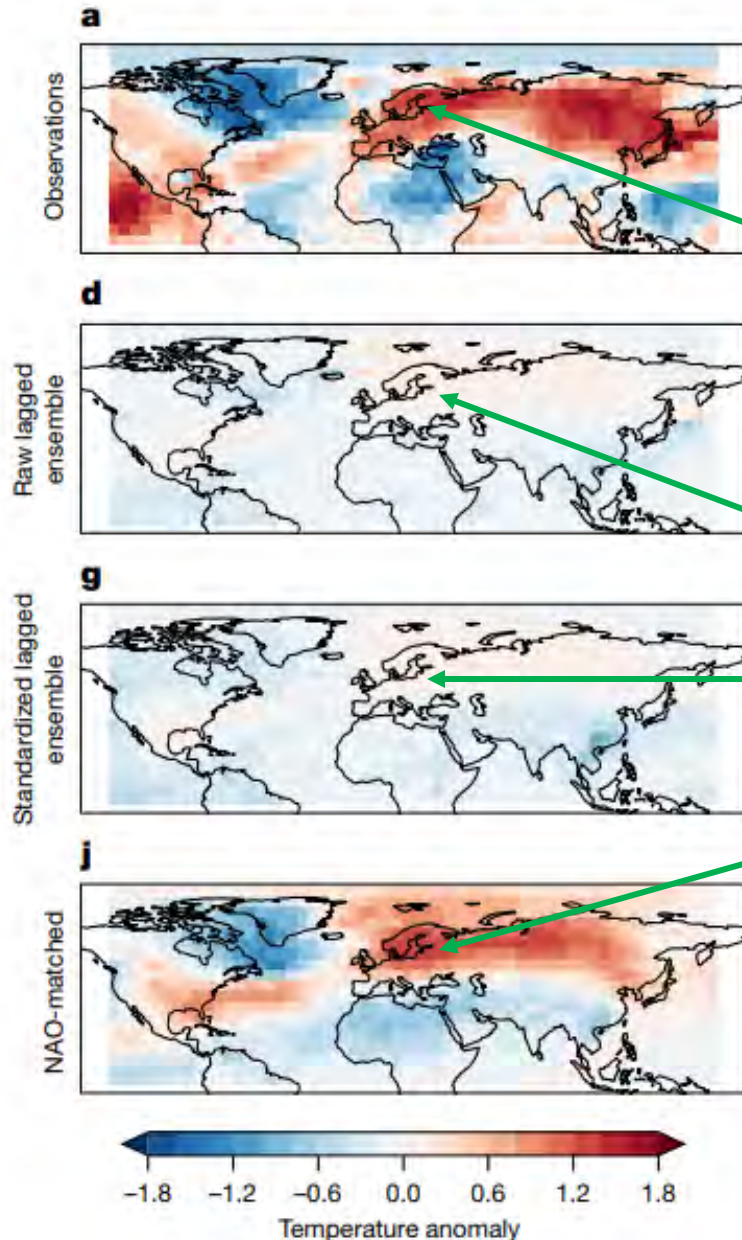 a
Observations
d
Raw lagged
ensemble
g
Standardized lagged
ensemble
j
NAO-matched
−1.8 −1.2 −0.6 0.0 0.6 1.2 1.8
Temperature anomaly